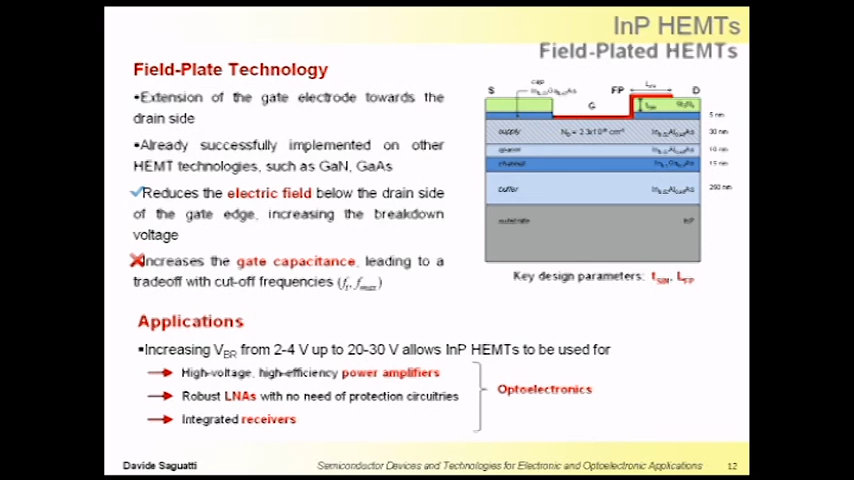 InP HEMTs
Field-Plated HEMTs
Field-Plate Technology
•Extension of the gate electrode towards the
drain side
•Already successfully implemented on other
HEMT technologies, such as GaN, GaAs
✓Reduces the electric field below the drain side
of the gate edge, increasing the breakdown
voltage
✗Increases the gate capacitance, leading to a
tradeoff with cut-off frequencies (ft, fmax)
cap
S FP D
G
5 nm
supply 30 nm
10 nm
channel 15 nm
buffer 250 nm
substrate InP
Key design parameters: tSIN, LFP
Applications
▪Increasing VBR from 2-4 V up to 20-30 V allows InP HEMTs to be used for
High-voltage, high-efficiency power amplifiers
Robust LNAs with no need of protection circuitries
Integrated receivers
Optoelectronics
Davide Saguatti Semiconductor Devices and Technologies for Electronic and Optoelectronic Applications 12